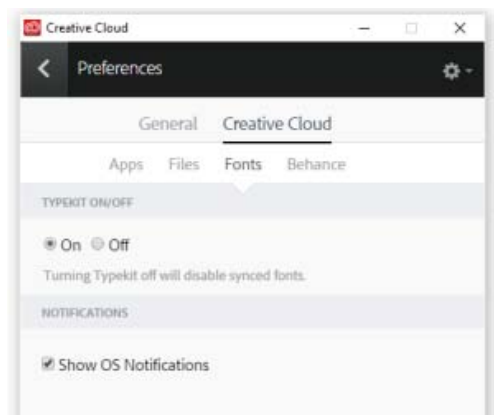 Creative Cloud
Preferences
General Creative Cloud
Apps Files Fonts Behance
TYPEKIT ON/OFF
On Off
Turning Typekit off will disable synced fonts.
NOTIFICATIONS
Show OS Notifications